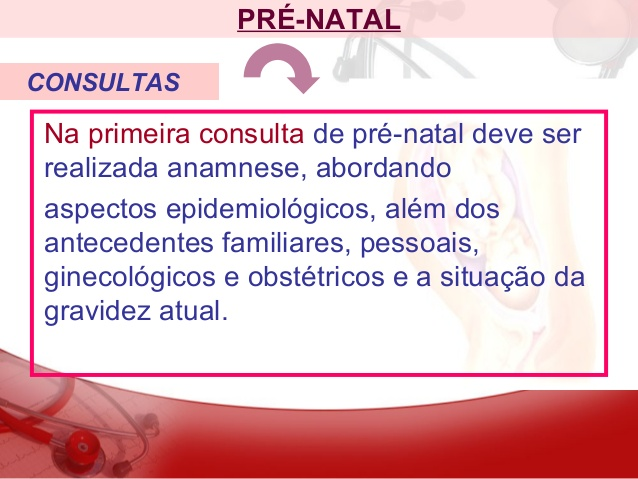 PRÉ-NATAL
CONSULTAS
Na primeira consulta de pré-natal deve ser
realizada anamnese, abordando
aspectos epidemiológicos, além dos
antecedentes familiares, pessoais,
ginecológicos e obstétricos e a situação da
gravidez atual.